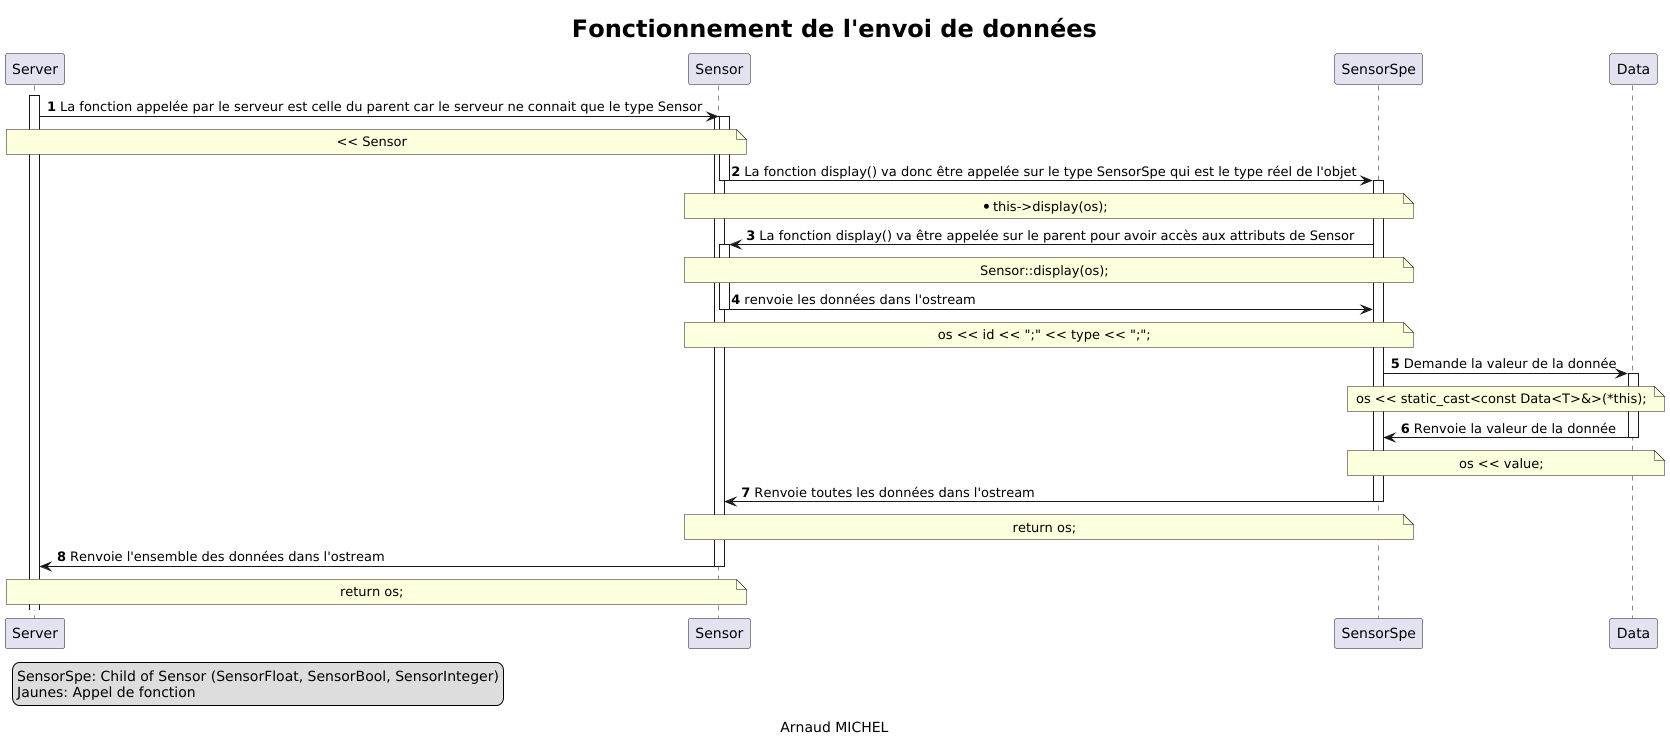 Fonctionnement de l'envoi de données
Server
Sensor
SensorSpe
Data
1 La fonction appelée par le serveur est celle du parent car le serveur ne connait que le type Sensor
<< Sensor
2 La fonction display() va donc être appelée sur le type SensorSpe qui est le type réel de l'objet
• this->display(os);
3 La fonction display() va être appelée sur le parent pour avoir accès aux attributs de Sensor
Sensor::display(os);
4 renvoie les données dans l'ostream
os << id << ";" << type << ";";
5 Demande la valeur de la donnée
os << static_cast<const Data<T>&>(*this);
6 Renvoie la valeur de la donnée
os << value;
7 Renvoie toutes les données dans l'ostream
return os;
8 Renvoie l'ensemble des données dans l'ostream
return os;
Server
Sensor
SensorSpe
Data
SensorSpe: Child of Sensor (SensorFloat, SensorBool, SensorInteger)
Jaunes: Appel de fonction
Arnaud MICHEL